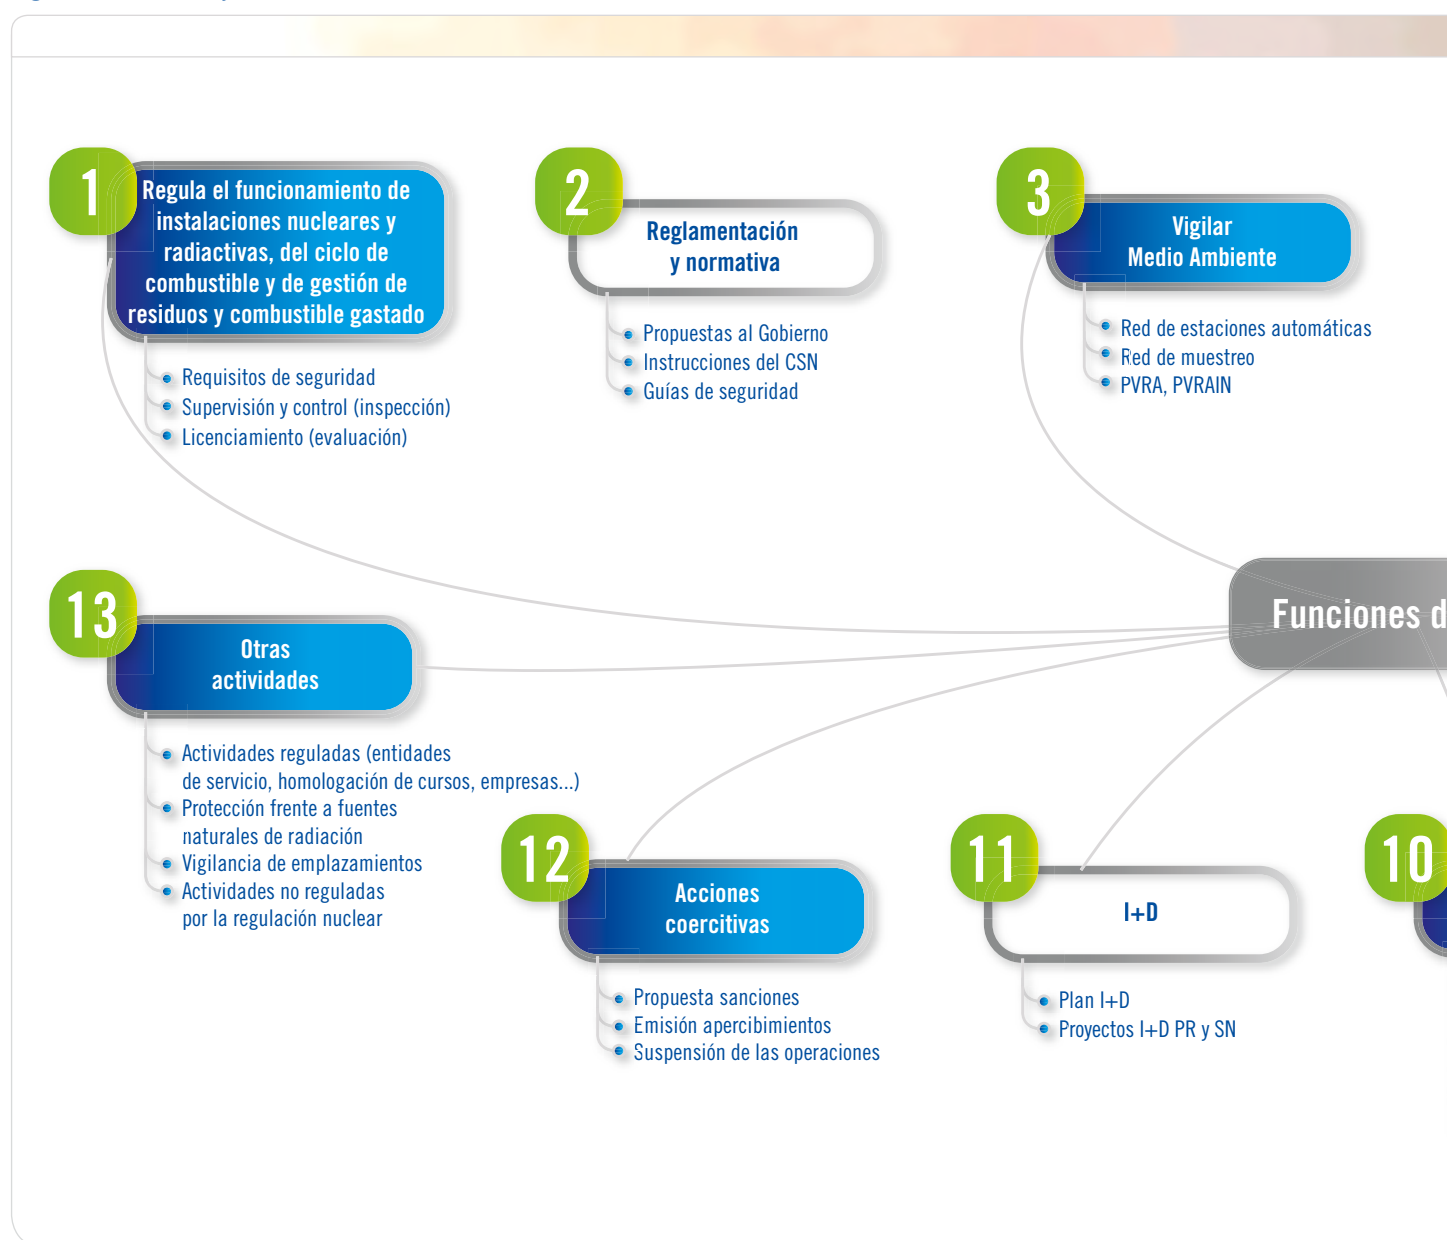 1
Regula el funcionamiento de
instalaciones nucleares y
radiactivas, del ciclo de
combustible y de gestión de
residuos y combustible gastado
Requisitos de seguridad
Supervisión y control (inspección)
Licenciamiento (evaluación)
2
Reglamentación
y normativa
Propuestas al Gobierno
Instrucciones del CSN
Guías de seguridad
3
Vigilar
Medio Ambiente
Red de estaciones automáticas
Red de muestreo
PVRA, PVRAIN
Funciones d
13
Otras
actividades
Actividades reguladas (entidades
de servicio, homologación de cursos, empresas...)
Protección frente a fuentes
naturales de radiación
Vigilancia de emplazamientos
Actividades no reguladas
por la regulación nuclear
12
Acciones
coercitivas
Propuesta sanciones
Emisión apercibimientos
Suspensión de las operaciones
11
I+D
Plan I+D
Proyectos I+D PR y SN
10